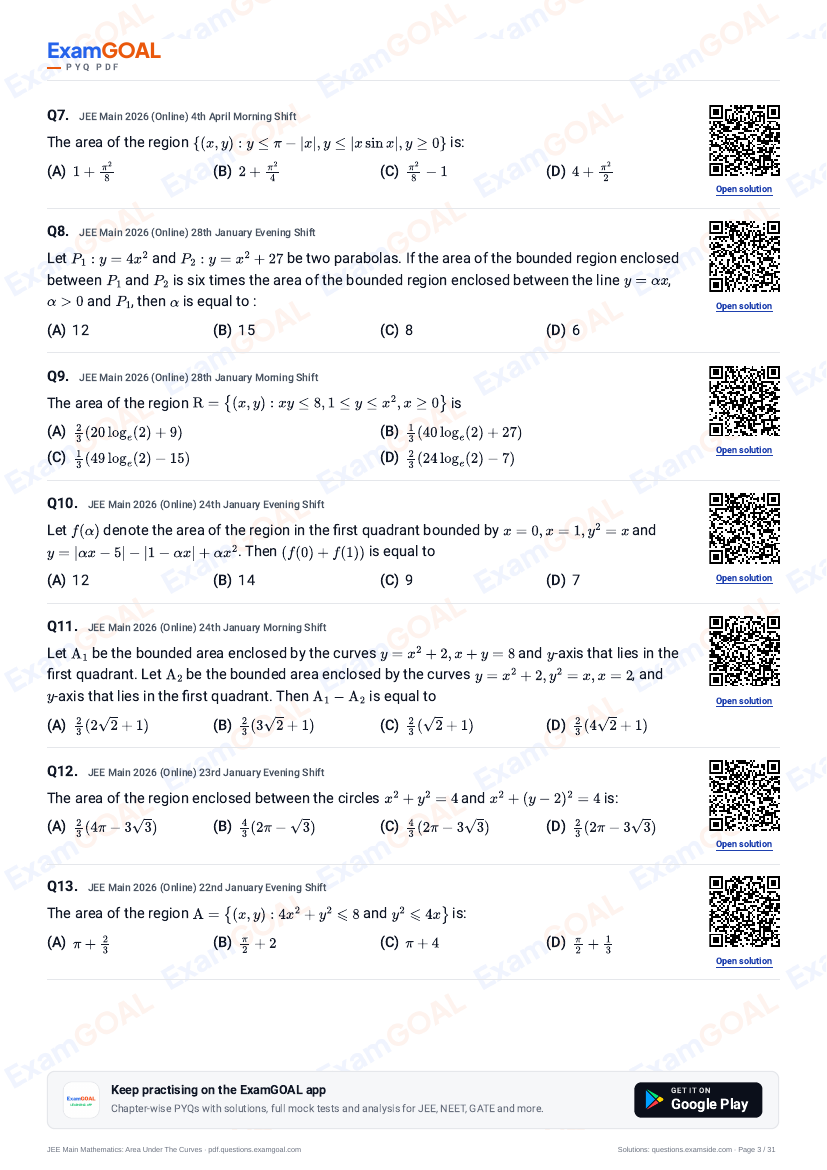 ExamGOAL
PYQ PDF
Q7. JEE Main 2026 (Online) 4th April Morning Shift
The area of the region {(x, y) : y ≤ π − |x|, y ≤ |x sin x|, y ≥ 0} is:
(A) 1 + π²/8 (B) 2 + π²/4 (C) π²/8 − 1 (D) 4 + π²/2
Open solution
Q8. JEE Main 2026 (Online) 28th January Evening Shift
Let P₁ : y = 4x² and P₂ : y = x² + 27 be two parabolas. If the area of the bounded region enclosed
between P₁ and P₂ is six times the area of the bounded region enclosed between the line y = αx,
α > 0 and P₁, then α is equal to :
(A) 12 (B) 15 (C) 8 (D) 6
Open solution
Q9. JEE Main 2026 (Online) 28th January Morning Shift
The area of the region R = {(x, y) : xy ≤ 8, 1 ≤ y ≤ x², x ≥ 0} is
(A) 2/3(20 logₑ(2) + 9) (B) 1/3(40 logₑ(2) + 27)
(C) 1/3(49 logₑ(2) − 15) (D) 2/3(24 logₑ(2) − 7)
Open solution
Q10. JEE Main 2026 (Online) 24th January Evening Shift
Let f(α) denote the area of the region in the first quadrant bounded by x = 0, x = 1, y² = x and
y = |αx − 5| − |1 − αx| + αx². Then (f(0) + f(1)) is equal to
(A) 12 (B) 14 (C) 9 (D) 7
Open solution
Q11. JEE Main 2026 (Online) 24th January Morning Shift
Let A₁ be the bounded area enclosed by the curves y = x² + 2, x + y = 8 and y-axis that lies in the
first quadrant. Let A₂ be the bounded area enclosed by the curves y = x² + 2, y² = x, x = 2, and
y-axis that lies in the first quadrant. Then A₁ − A₂ is equal to
(A) 2/3(2√2 + 1) (B) 2/3(3√2 + 1) (C) 2/3(√2 + 1) (D) 2/3(4√2 + 1)
Open solution
Q12. JEE Main 2026 (Online) 23rd January Evening Shift
The area of the region enclosed between the circles x² + y² = 4 and x² + (y − 2)² = 4 is:
(A) 2/3(4π − 3√3) (B) 4/3(2π − √3) (C) 4/3(2π − 3√3) (D) 2/3(2π − 3√3)
Open solution
Q13. JEE Main 2026 (Online) 22nd January Evening Shift
The area of the region A = {(x, y) : 4x² + y² ⩽ 8 and y² ⩽ 4x} is:
(A) π + 2/3 (B) π/2 + 2 (C) π + 4 (D) π/2 + 1/3
Open solution
ExamGOAL
Keep practising on the ExamGOAL app
Chapter-wise PYQs with solutions, full mock tests and analysis for JEE, NEET, GATE and more.
GET IT ON
Google Play
JEE Main Mathematics: Area Under The Curves · pdf.questions.examgoal.com
Solutions: questions.examside.com · Page 3 / 31